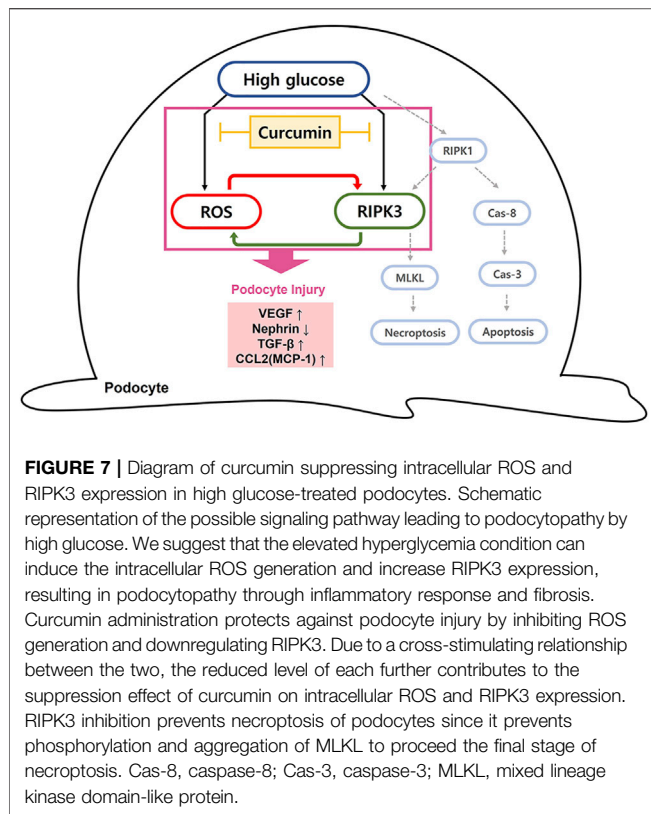 High glucose
Curcumin
RIPK1
ROS
RIPK3
Cas-8
MLKL
Cas-3
Podocyte Injury
VEGF ↑
Nephrin ↓
TGF-β ↑
CCL2(MCP-1) ↑
Necroptosis
Apoptosis
Podocyte
FIGURE 7 | Diagram of curcumin suppressing intracellular ROS and
RIPK3 expression in high glucose-treated podocytes. Schematic
representation of the possible signaling pathway leading to podocytopathy by
high glucose. We suggest that the elevated hyperglycemia condition can
induce the intracellular ROS generation and increase RIPK3 expression,
resulting in podocytopathy through inflammatory response and fibrosis.
Curcumin administration protects against podocyte injury by inhibiting ROS
generation and downregulating RIPK3. Due to a cross-stimulating relationship
between the two, the reduced level of each further contributes to the
suppression effect of curcumin on intracellular ROS and RIPK3 expression.
RIPK3 inhibition prevents necroptosis of podocytes since it prevents
phosphorylation and aggregation of MLKL to proceed the final stage of
necroptosis. Cas-8, caspase-8; Cas-3, caspase-3; MLKL, mixed lineage
kinase domain-like protein.